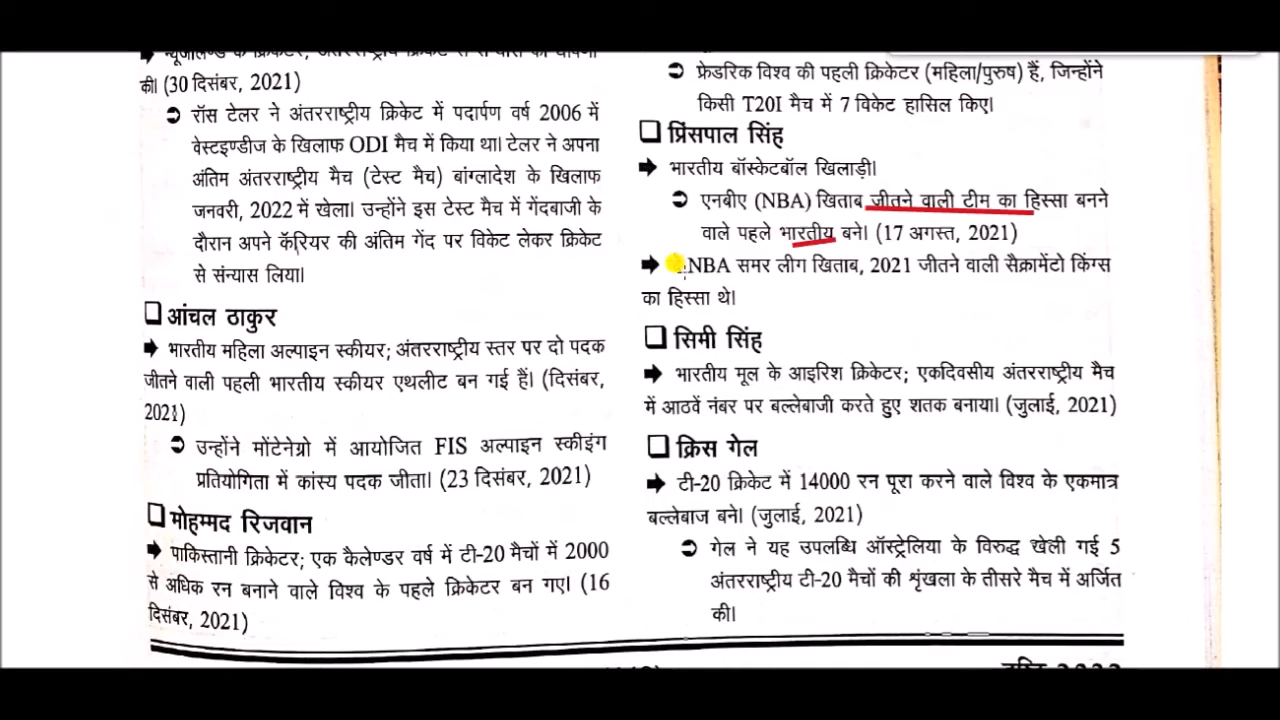 न्यूजीलैण्ड के क्रिकेटर; अंतरराष्ट्रीय क्रिकेट से संन्यास की घोषणा
की। (30 दिसंबर, 2021)
➲ रॉस टेलर ने अंतरराष्ट्रीय क्रिकेट में पदार्पण वर्ष 2006 में
वेस्टइण्डीज के खिलाफ ODI मैच में किया था। टेलर ने अपना
अंतिम अंतरराष्ट्रीय मैच (टेस्ट मैच) बांग्लादेश के खिलाफ
जनवरी, 2022 में खेला। उन्होंने इस टेस्ट मैच में गेंदबाजी के
दौरान अपने कॅरियर की अंतिम गेंद पर विकेट लेकर क्रिकेट
से संन्यास लिया।
❑ आंचल ठाकुर
➡ भारतीय महिला अल्पाइन स्कीयर; अंतरराष्ट्रीय स्तर पर दो पदक
जीतने वाली पहली भारतीय स्कीयर एथलीट बन गई हैं। (दिसंबर,
2021)
➲ उन्होंने मोंटेनेग्रो में आयोजित FIS अल्पाइन स्कीइंग
प्रतियोगिता में कांस्य पदक जीता। (23 दिसंबर, 2021)
❑ मोहम्मद रिजवान
➡ पाकिस्तानी क्रिकेटर; एक कैलेण्डर वर्ष में टी-20 मैचों में 2000
से अधिक रन बनाने वाले विश्व के पहले क्रिकेटर बन गए। (16
दिसंबर, 2021)
➲ फ्रेडरिक विश्व की पहली क्रिकेटर (महिला/पुरुष) हैं, जिन्होंने
किसी T20I मैच में 7 विकेट हासिल किए।
❑ प्रिंसपाल सिंह
➡ भारतीय बॉस्केटबॉल खिलाड़ी।
➲ एनबीए (NBA) खिताब जीतने वाली टीम का हिस्सा बनने
वाले पहले भारतीय बने। (17 अगस्त, 2021)
➡ NBA समर लीग खिताब, 2021 जीतने वाली सैक्रामेंटो किंग्स
का हिस्सा थे।
❑ सिमी सिंह
➡ भारतीय मूल के आइरिश क्रिकेटर; एकदिवसीय अंतरराष्ट्रीय मैच
में आठवें नंबर पर बल्लेबाजी करते हुए शतक बनाया। (जुलाई, 2021)
❑ क्रिस गेल
➡ टी-20 क्रिकेट में 14000 रन पूरा करने वाले विश्व के एकमात्र
बल्लेबाज बने। (जुलाई, 2021)
➲ गेल ने यह उपलब्धि ऑस्ट्रेलिया के विरुद्ध खेली गई 5
अंतरराष्ट्रीय टी-20 मैचों की शृंखला के तीसरे मैच में अर्जित
की।